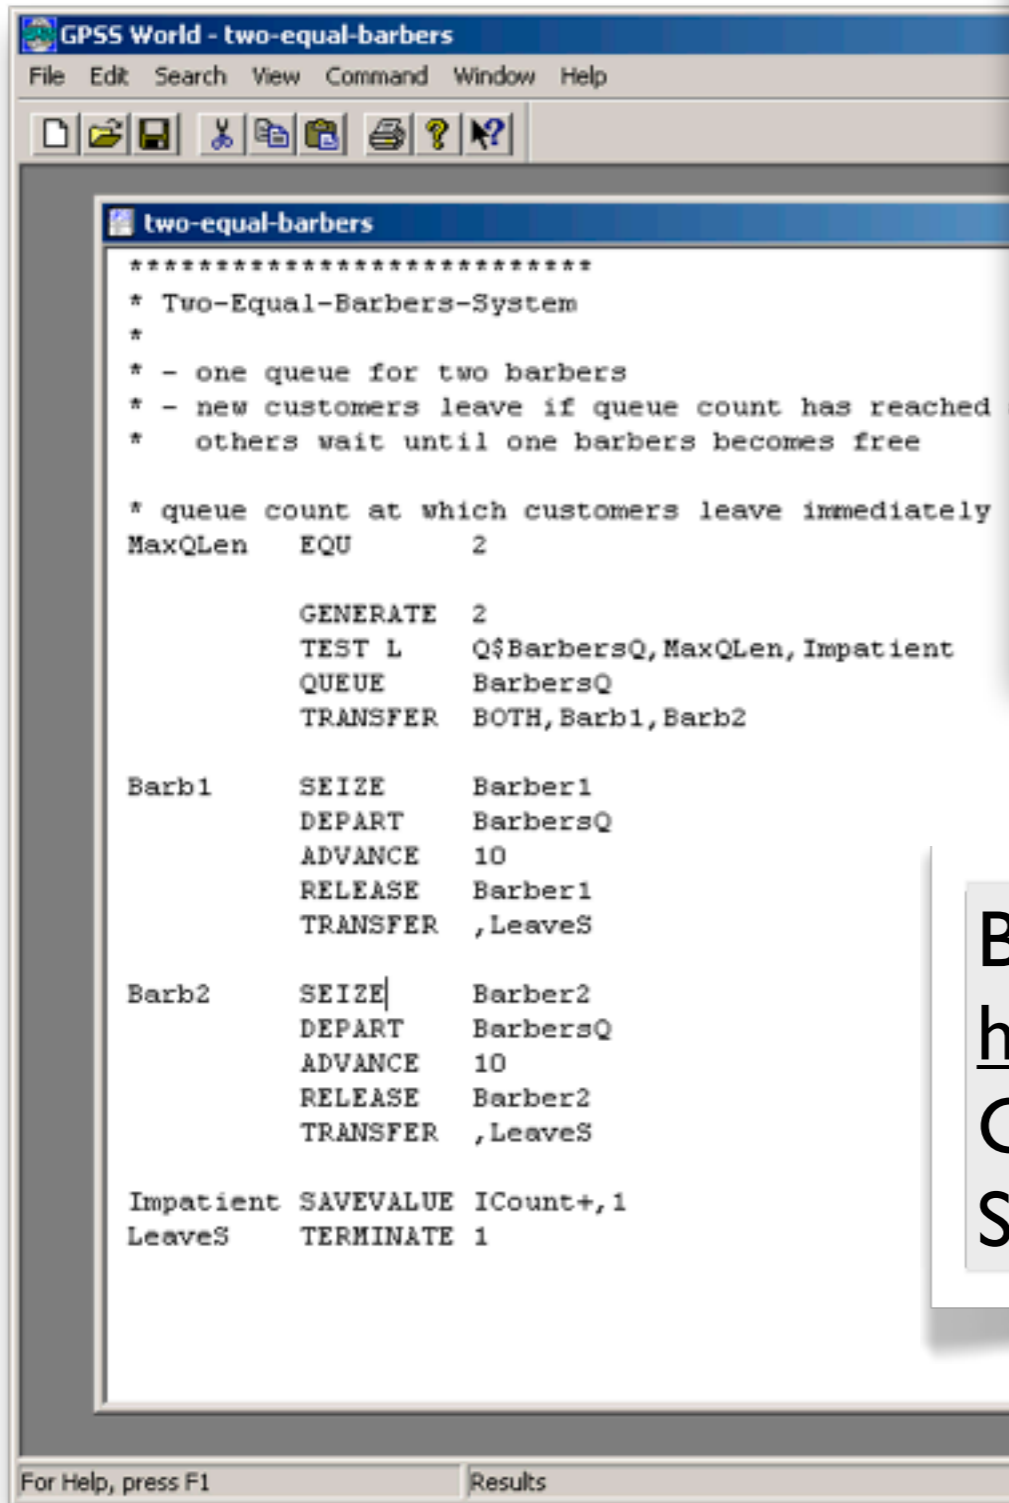 GPSS World - two-equal-barbers
File Edit Search View Command Window Help
two-equal-barbers
***************************
* Two-Equal-Barbers-System
*
* - one queue for two barbers
* - new customers leave if queue count has reached
*   others wait until one barbers becomes free
* queue count at which customers leave immediately
MaxQLen   EQU       2
          GENERATE  2
          TEST L    Q$BarbersQ,MaxQLen,Impatient
          QUEUE     BarbersQ
          TRANSFER  BOTH,Barb1,Barb2
Barb1     SEIZE     Barber1
          DEPART    BarbersQ
          ADVANCE   10
          RELEASE   Barber1
          TRANSFER  ,LeaveS
Barb2     SEIZE     Barber2
          DEPART    BarbersQ
          ADVANCE   10
          RELEASE   Barber2
          TRANSFER  ,LeaveS
Impatient SAVEVALUE ICount+,1
LeaveS    TERMINATE 1
For Help, press F1 Results